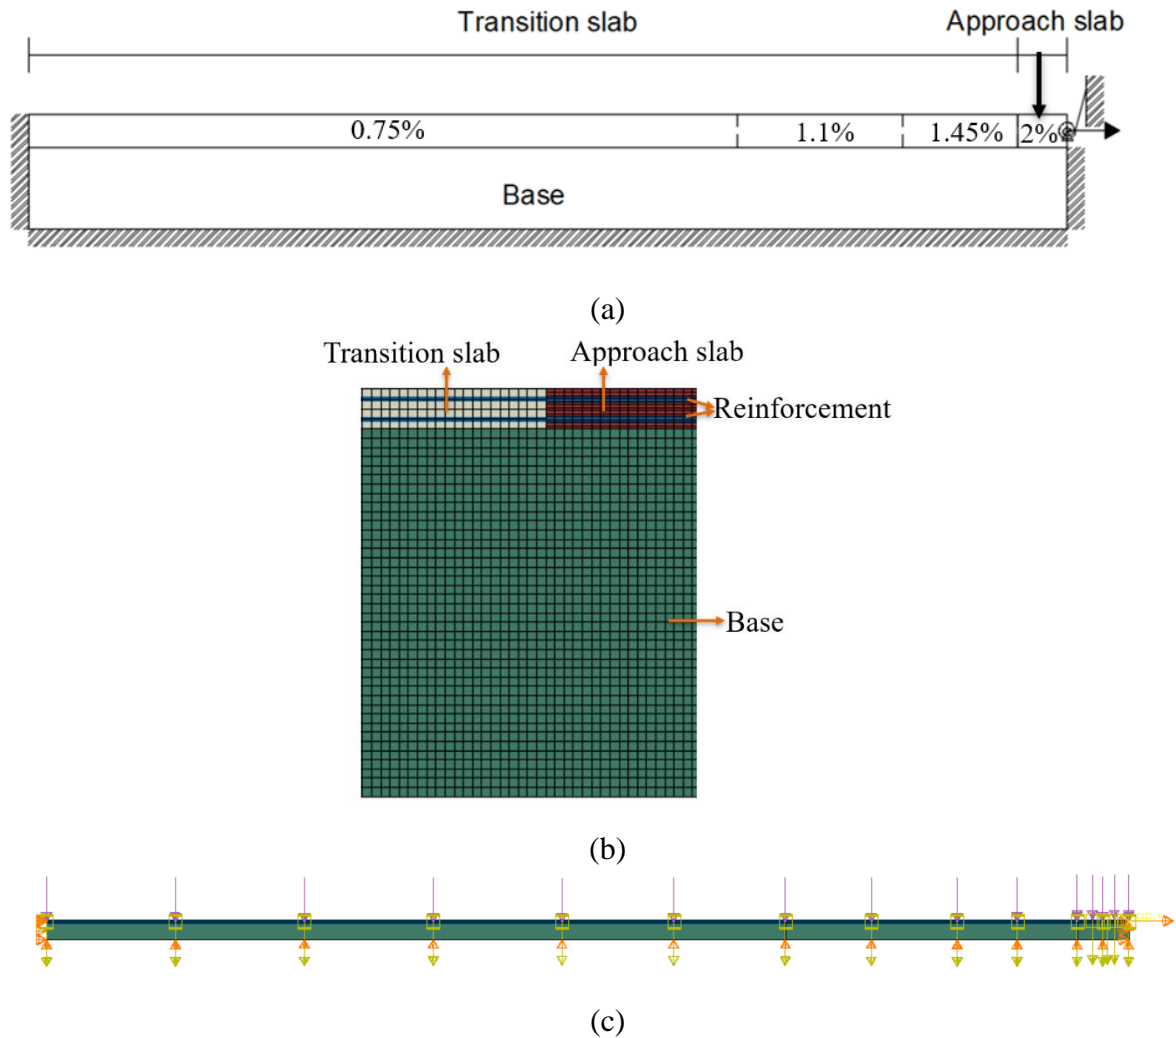 Transition slab Approach slab
0.75% 1.1% 1.45% 2%
Base
(a)
Transition slab Approach slab
Reinforcement
Base
(b)
(c)